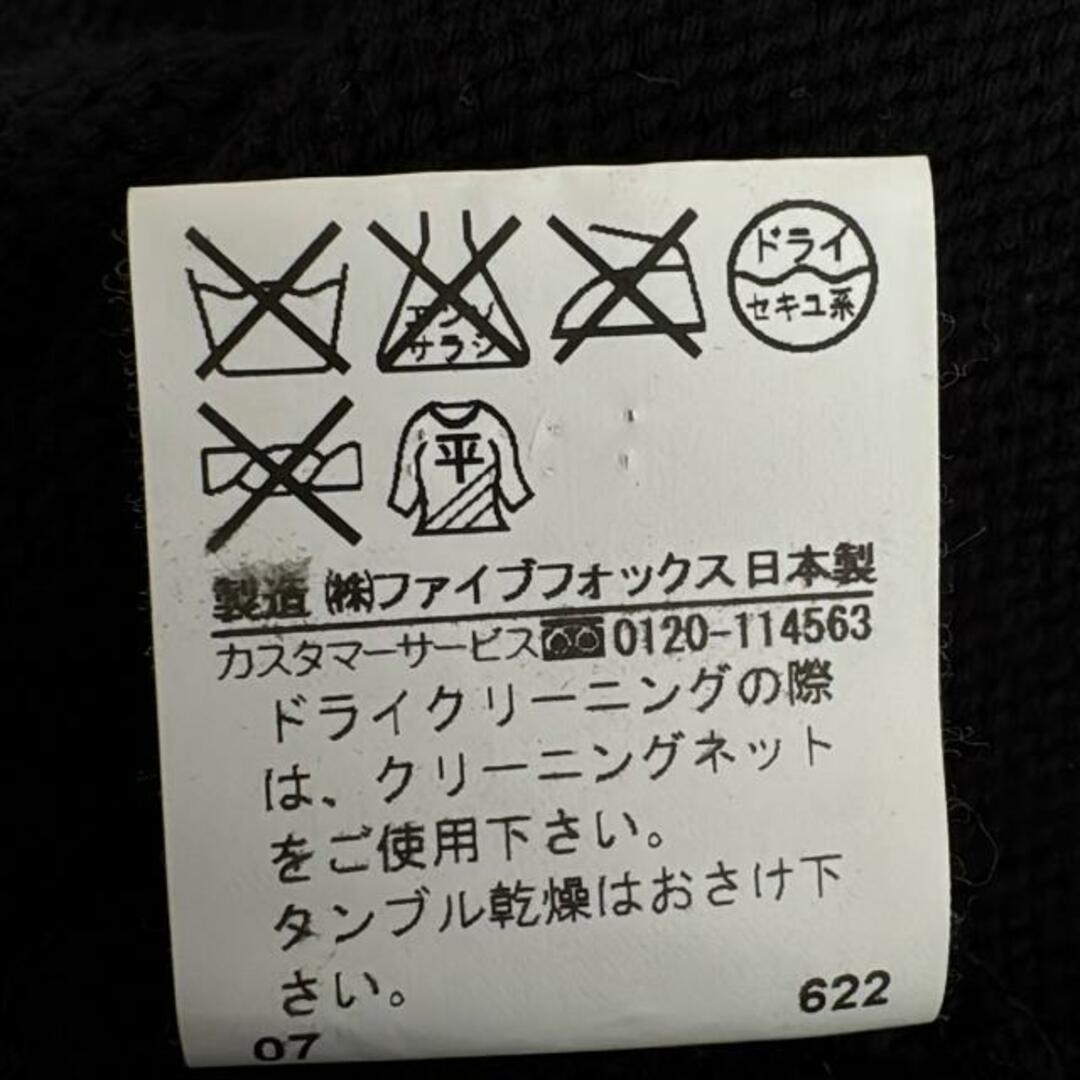 エンソ
サラシ
ドライ
セキユ系
平
製造 ㈱ファイブフォックス 日本製
カスタマーサービス 0120-114563
ドライクリーニングの際
は、クリーニングネット
をご使用下さい。
タンブル乾燥はおさけ下
さい。
622
07